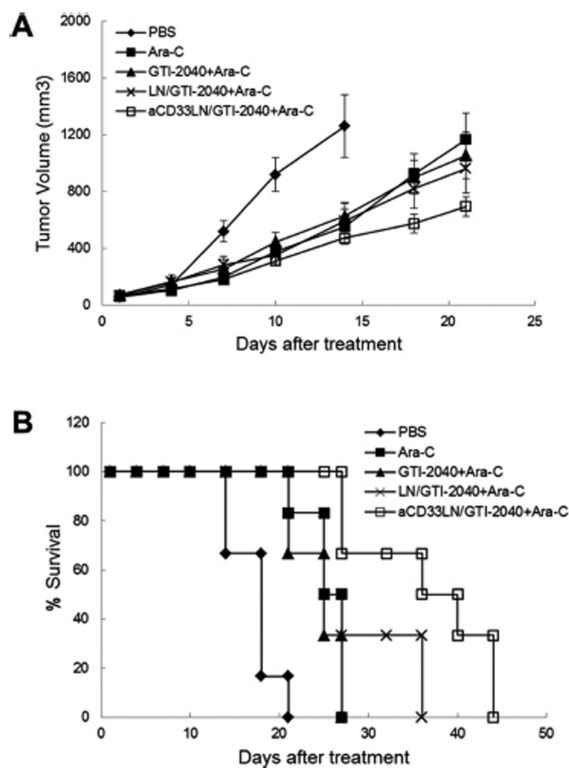 A
2000
1600
1200
800
400
0
Tumor Volume (mm3)
PBS
Ara-C
GTI-2040+Ara-C
LN/GTI-2040+Ara-C
aCD33LN/GTI-2040+Ara-C
0 5 10 15 20 25
Days after treatment
B
120
100
80
60
40
20
0
% Survival
PBS
Ara-C
GTI-2040+Ara-C
LN/GTI-2040+Ara-C
aCD33LN/GTI-2040+Ara-C
0 10 20 30 40 50
Days after treatment